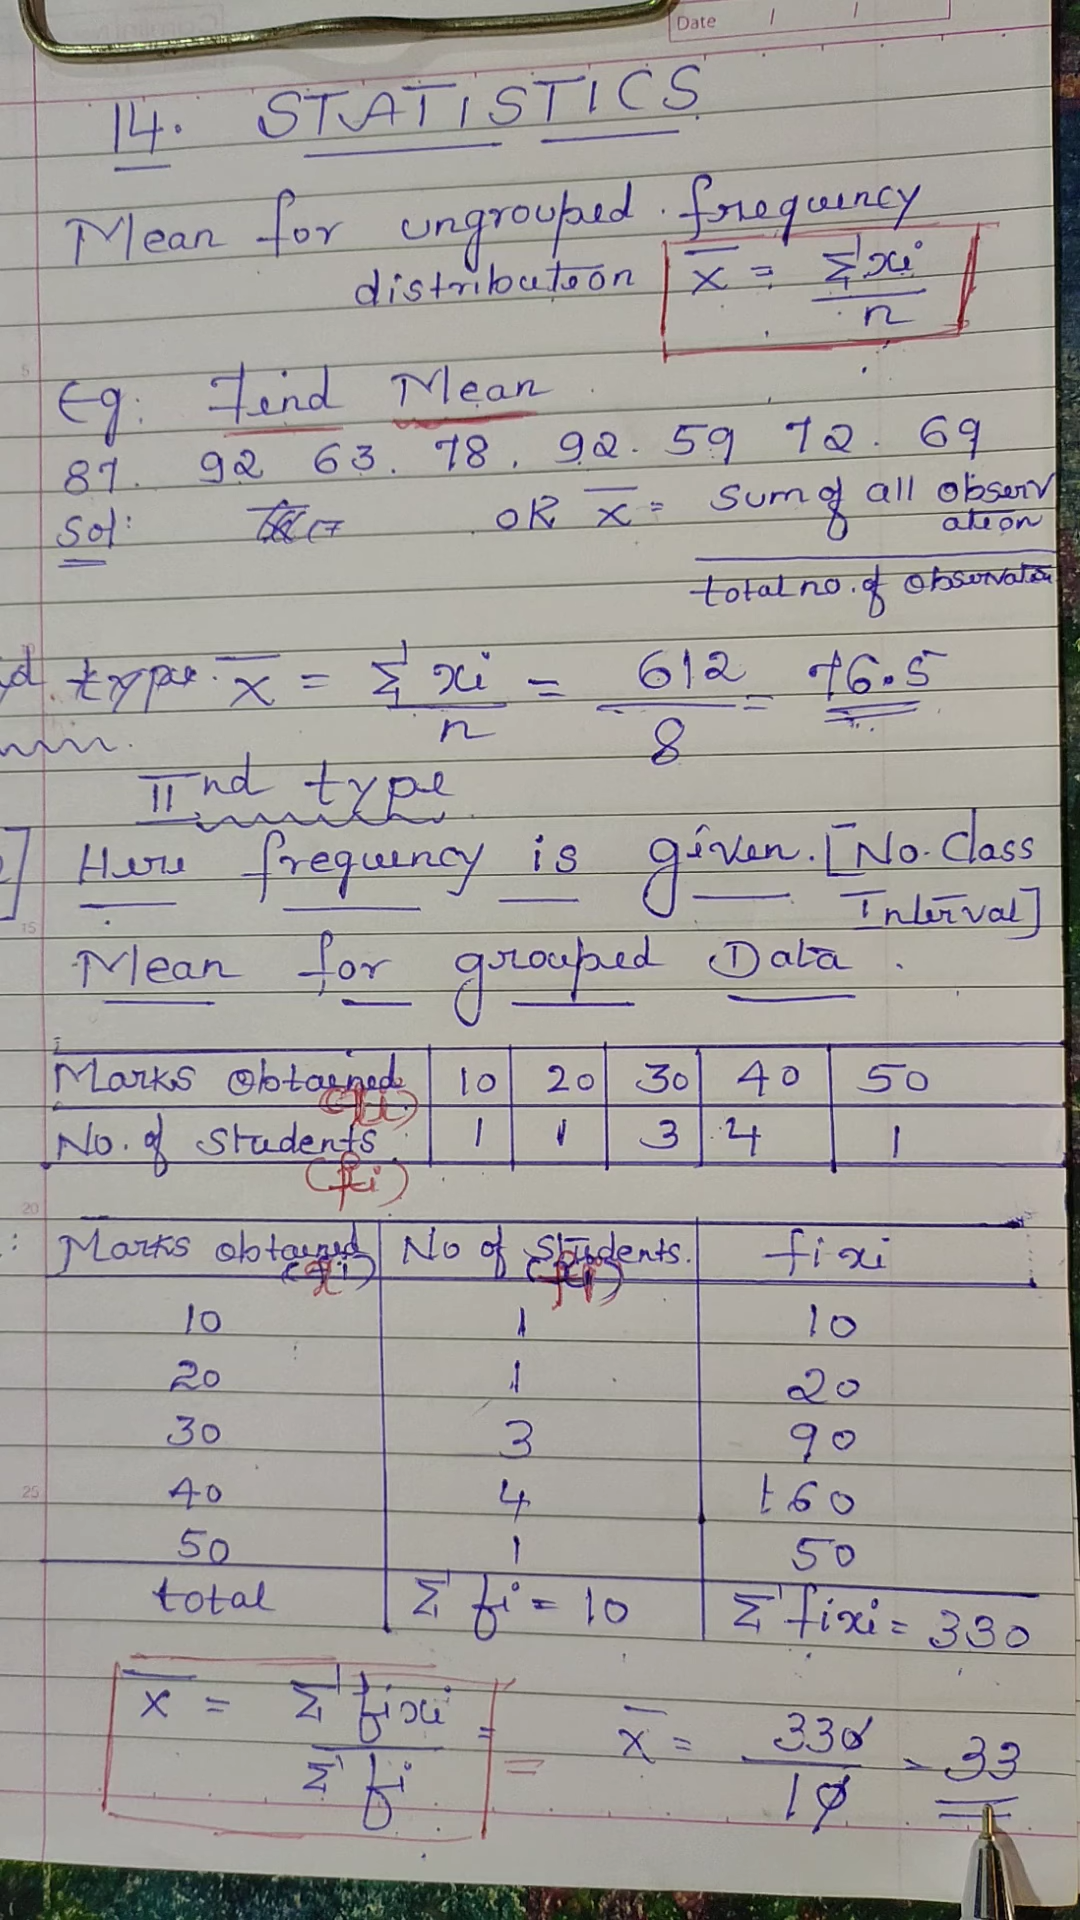 Date / /
14. STATISTICS
Mean for ungrouped frequency
distribution x̄ = Σxi / n
Eg: Find Mean
87. 92 63. 78. 92. 59 72. 69
Sol: OR x̄ = Sum of all observation / total no. of observation
type x̄ = Σxi / n = 612 / 8 = 76.5
IInd type
Here frequency is given. [No. Class
Interval]
Mean for grouped Data.
Marks Obtained (xi) 10 20 30 40 50
No. of Students (fi) 1 1 3 4 1
Marks obtained (xi) No of Students. (fi) fixi
10 1 10
20 1 20
30 3 90
40 4 160
50 1 50
total Σfi = 10 Σfixi = 330
x̄ = Σfixi / Σfi = = x̄ = 330 / 10 = 33
15
20
25